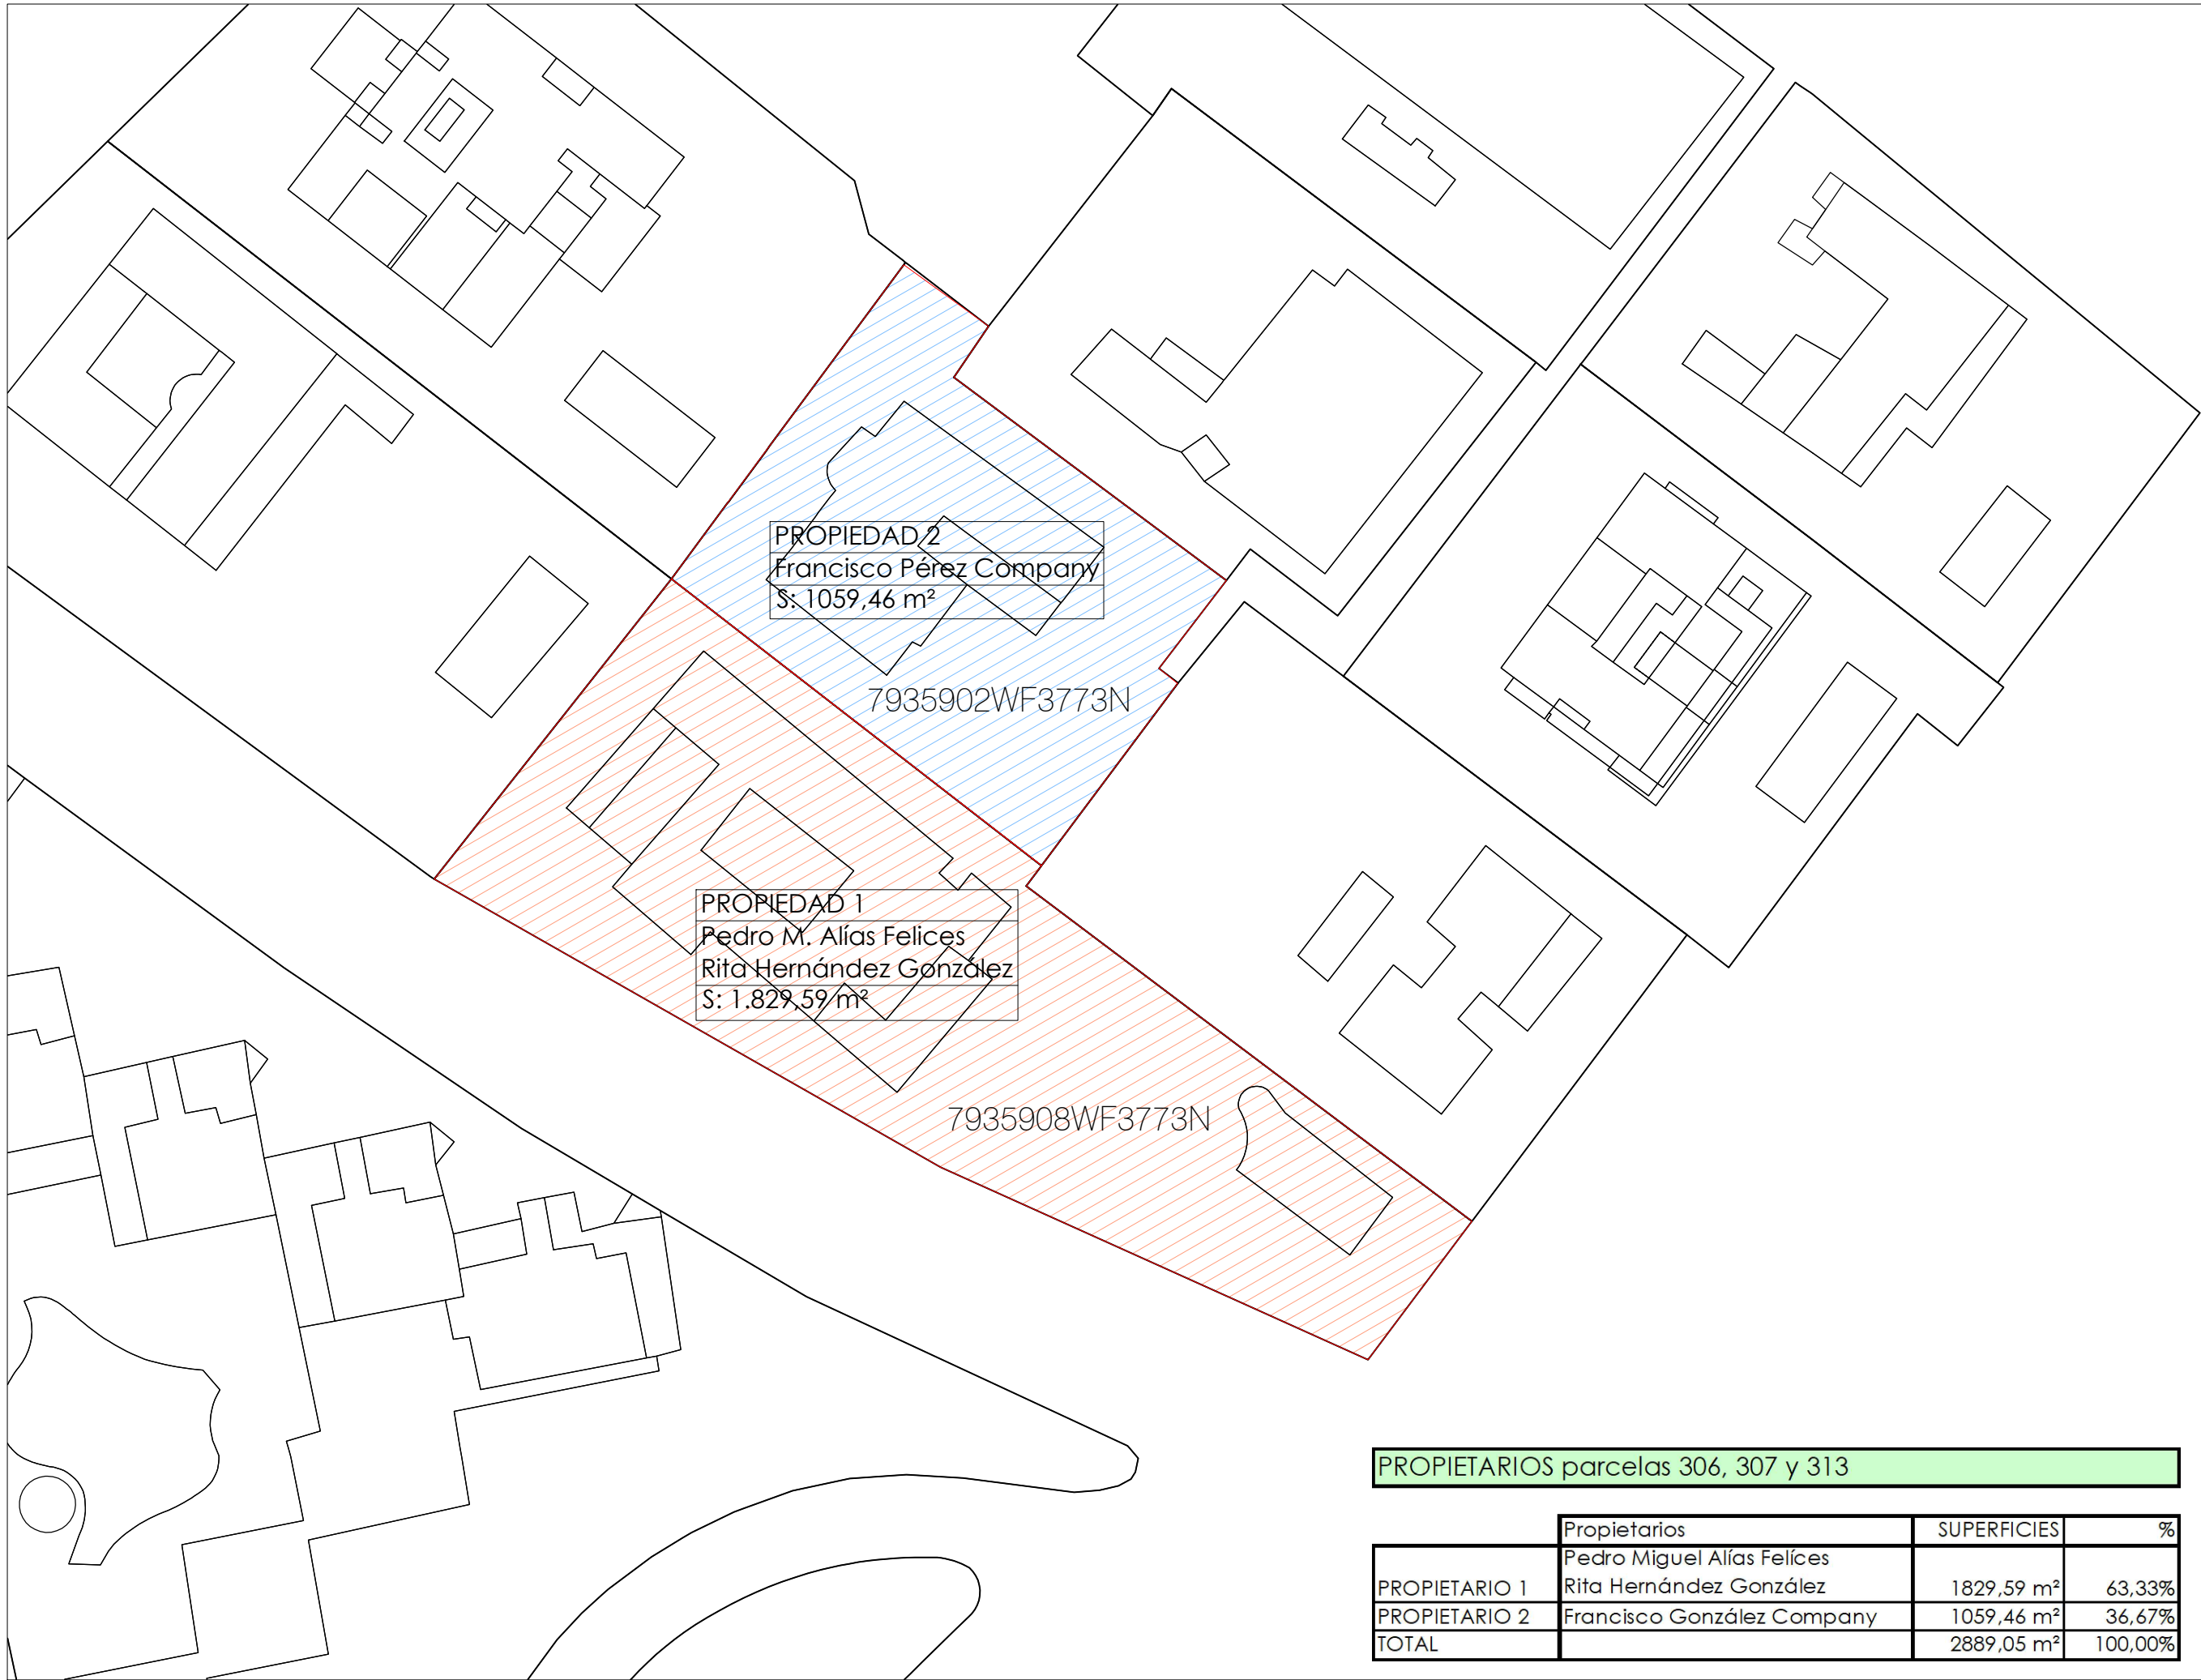 PROPIEDAD 2
Francisco Pérez Company
S: 1059,46 m²
7935902WF3773N
PROPIEDAD 1
Pedro M. Alías Felices
Rita Hernández González
S: 1.829,59 m²
7935908WF3773N
PROPIETARIOS parcelas 306, 307 y 313
Propietarios SUPERFICIES %
Pedro Miguel Alías Felíces
PROPIETARIO 1 Rita Hernández González 1829,59 m² 63,33%
PROPIETARIO 2 Francisco González Company 1059,46 m² 36,67%
TOTAL 2889,05 m² 100,00%